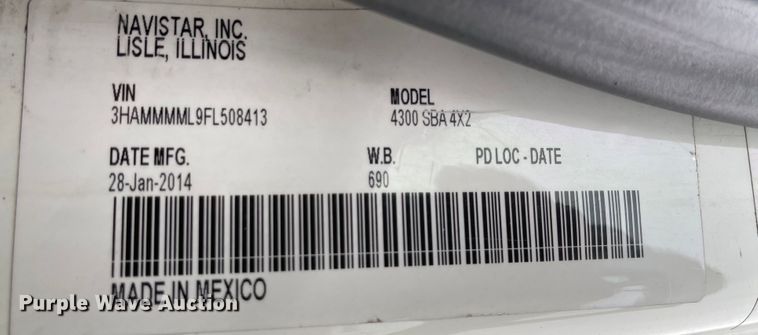 NAVISTAR, INC.
LISLE, ILLINOIS
VIN MODEL
3HAMMMML9FL508413 4300 SBA 4X2
DATE MFG. W.B. PD LOC - DATE
28-Jan-2014 690
MADE IN MEXICO
Purple Wave Auction